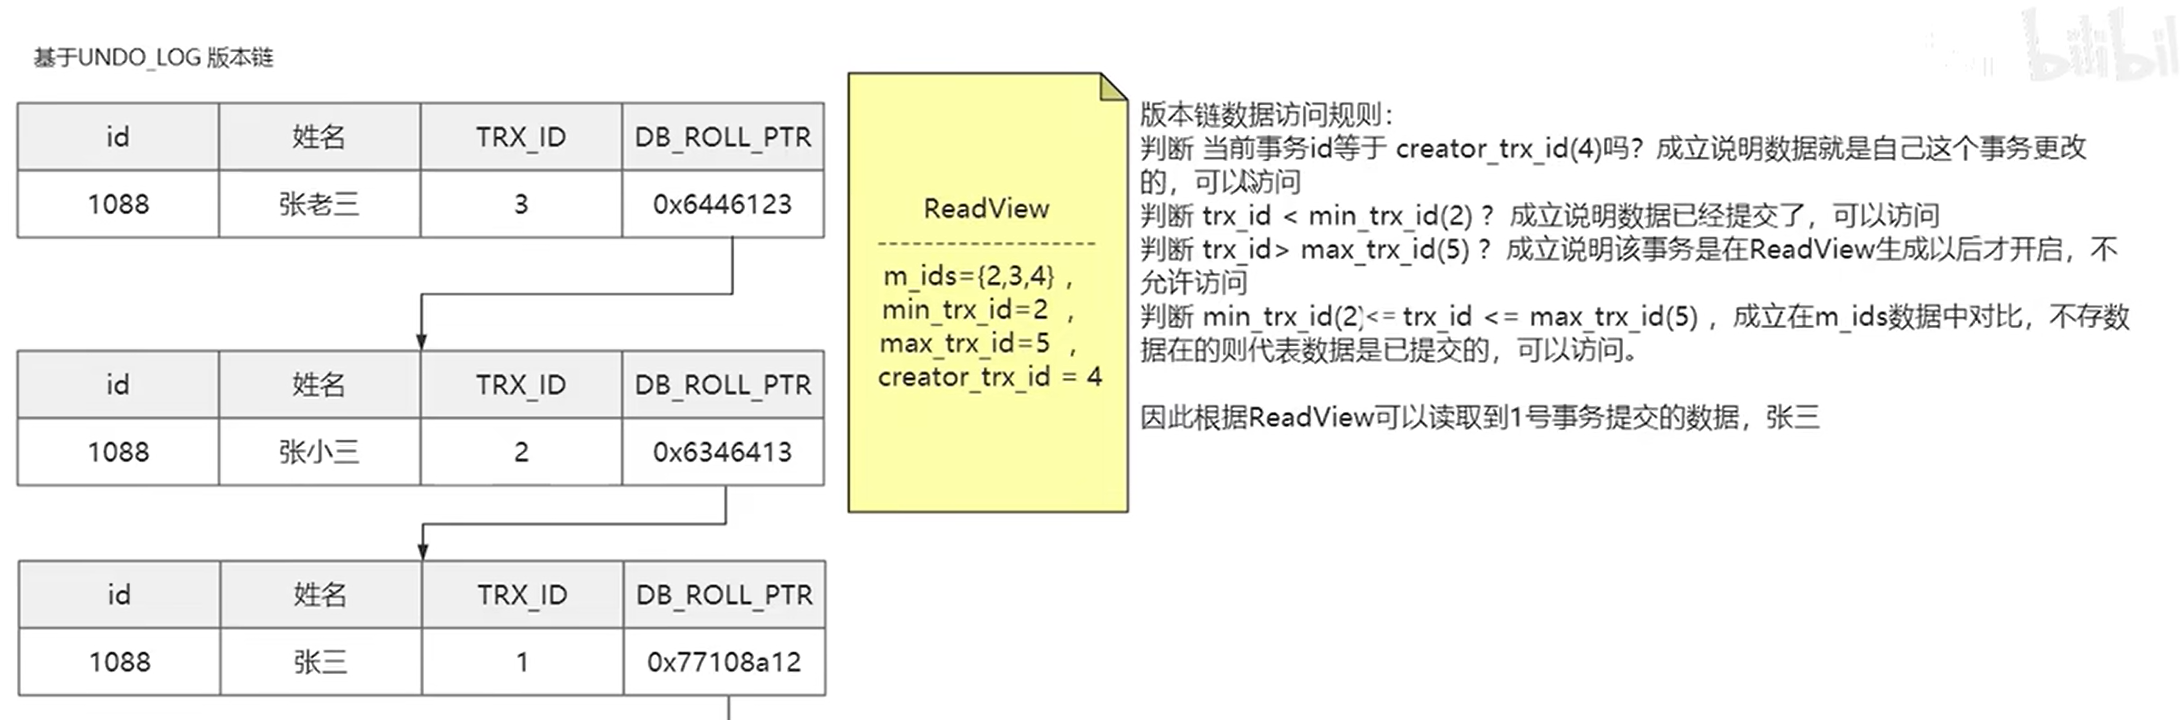 基于UNDO_LOG 版本链
id 姓名 TRX_ID DB_ROLL_PTR
1088 张老三 3 0x6446123
id 姓名 TRX_ID DB_ROLL_PTR
1088 张小三 2 0x6346413
id 姓名 TRX_ID DB_ROLL_PTR
1088 张三 1 0x77108a12
ReadView
------------------
m_ids={2,3,4} ,
min_trx_id=2 ,
max_trx_id=5 ,
creator_trx_id = 4
版本链数据访问规则：
判断 当前事务id等于 creator_trx_id(4)吗？成立说明数据就是自己这个事务更改
的，可以访问
判断 trx_id < min_trx_id(2) ？成立说明数据已经提交了，可以访问
判断 trx_id> max_trx_id(5) ？成立说明该事务是在ReadView生成以后才开启，不
允许访问
判断 min_trx_id(2)<= trx_id <= max_trx_id(5) ，成立在m_ids数据中对比，不存数
据在的则代表数据是已提交的，可以访问。
因此根据ReadView可以读取到1号事务提交的数据，张三
bilibili